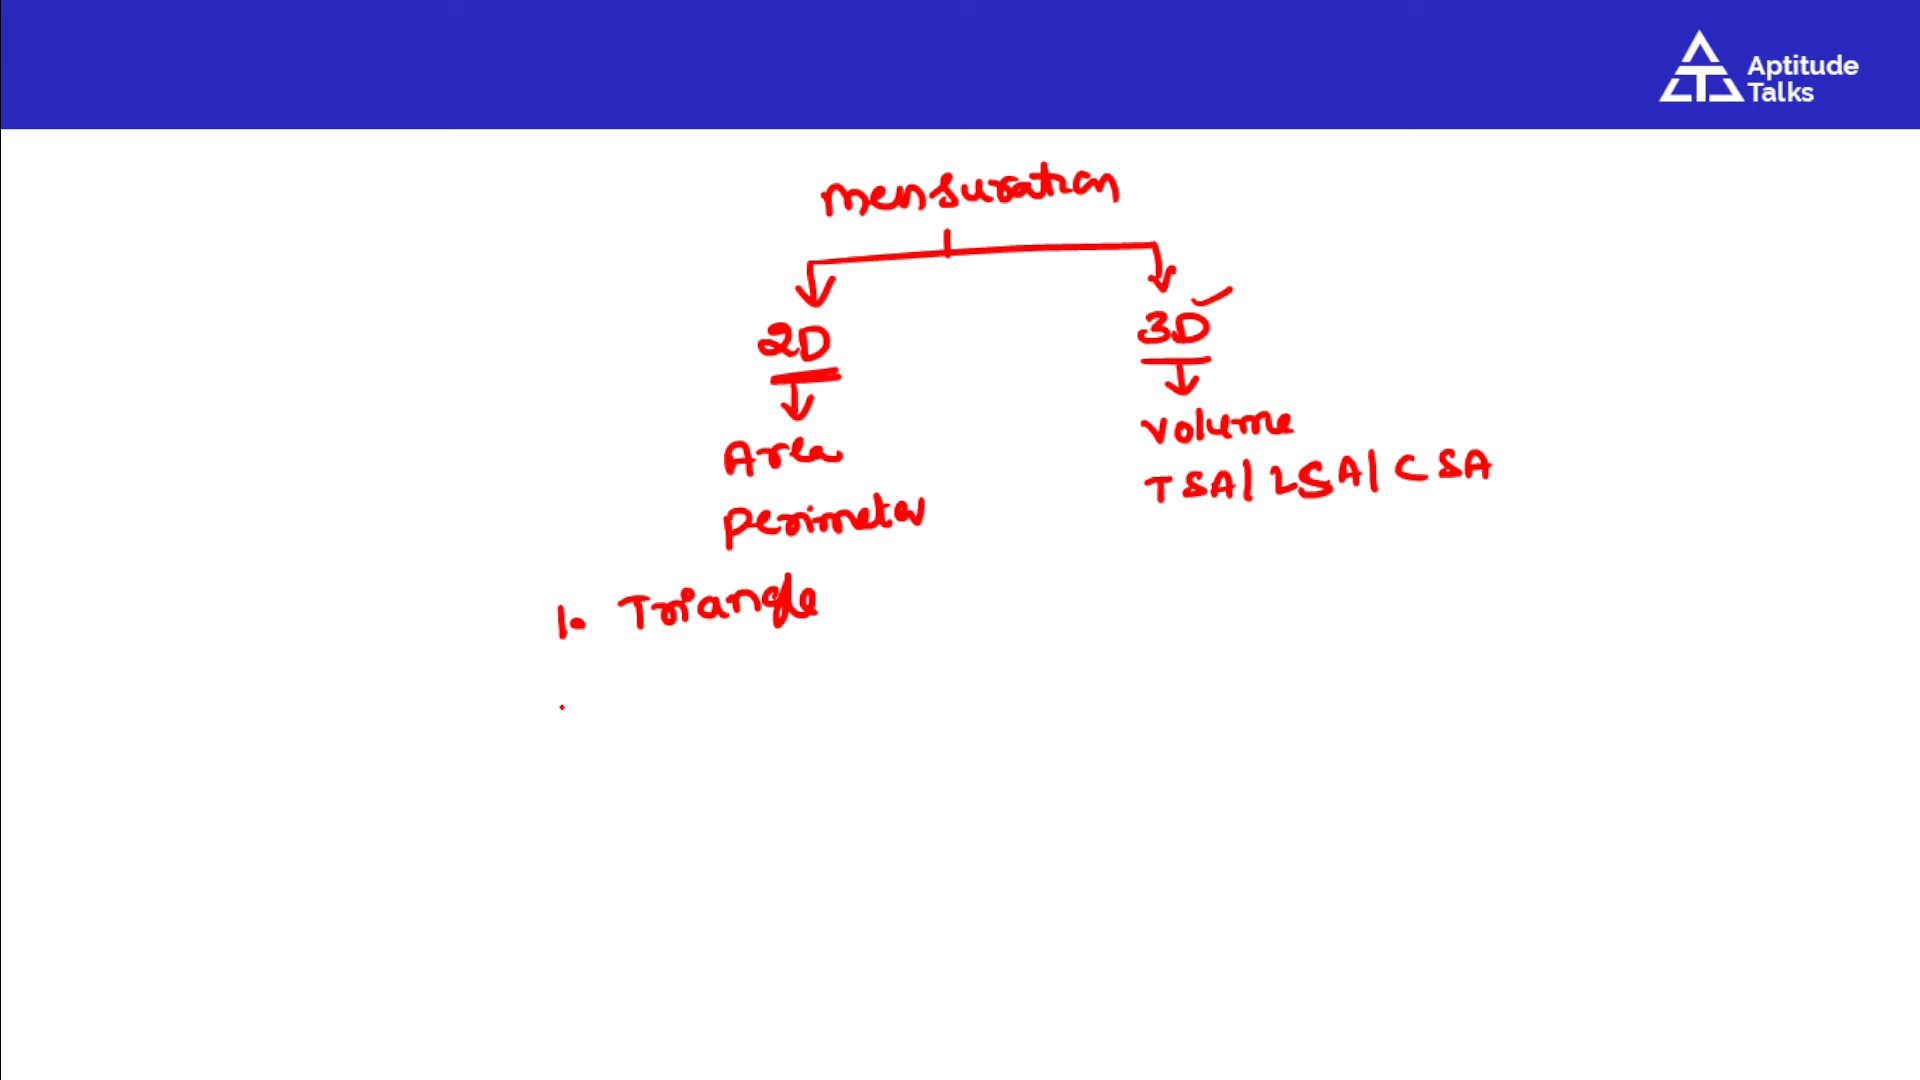 Aptitude
Talks
mensuration
2D
3D
Area
perimeter
volume
TSA| LSA| CSA
1. Triangle